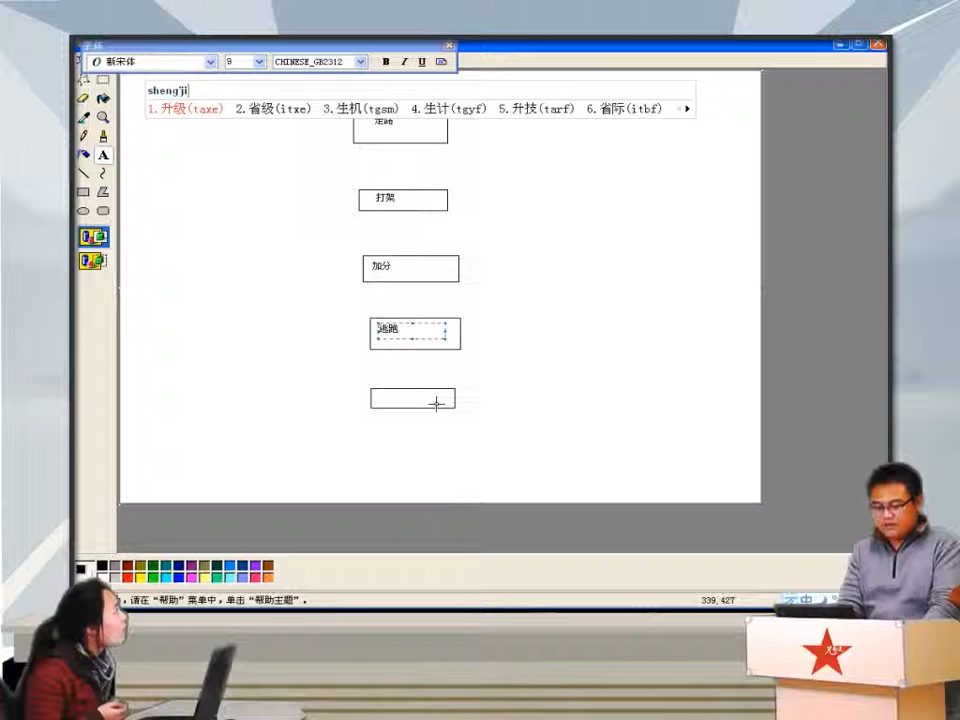 字体
新宋体 9 CHINESE_GB2312 B I U
sheng'ji
1.升级(taxe) 2.省级(itxe) 3.生机(tgsm) 4.生计(tgyf) 5.升技(tarf) 6.省际(itbf)
打架
加分
逃跑
，请在“帮助”菜单中，单击“帮助主题”。
339,427
中